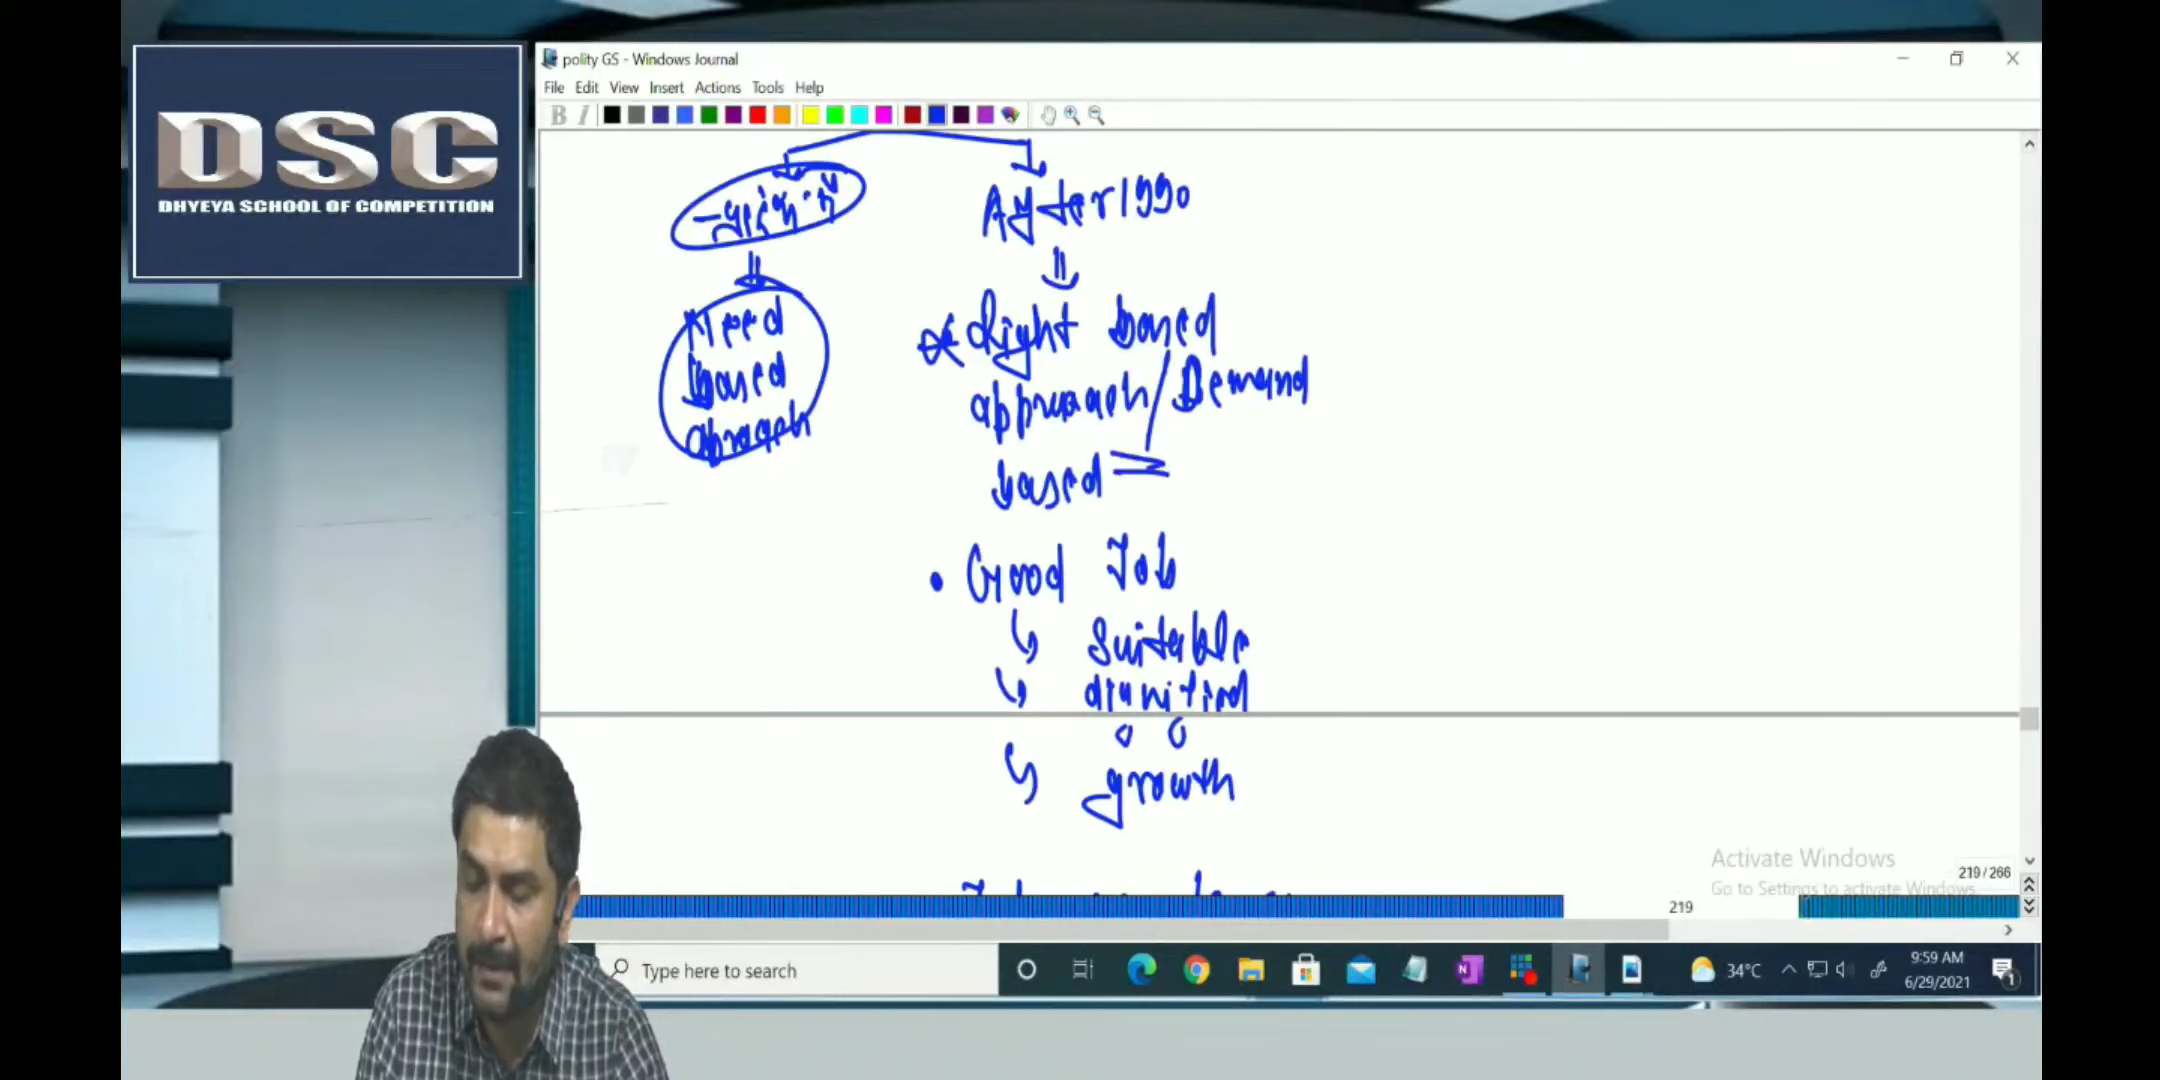 DSC
DHYEYA SCHOOL OF COMPETITION
polity GS - Windows Journal
File Edit View Insert Actions Tools Help
B I
After 1990
Need
based
* Right based
approach / Demand
based
• Good Job
Suitable
dignified
growth
Activate Windows
Go to Settings to activate Windows.
219 / 266
219
Type here to search
34°C
9:59 AM
6/29/2021
1